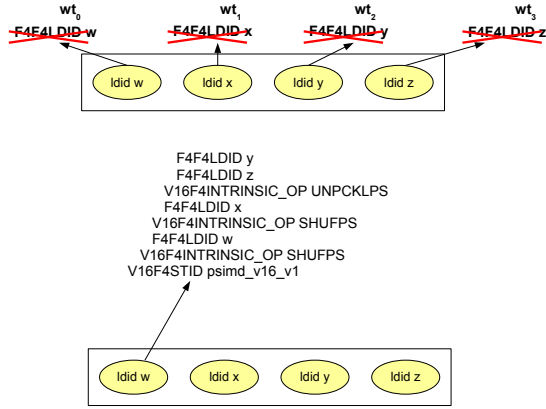 wt0 wt1 wt2 wt3
F4F4LDID w F4F4LDID x F4F4LDID y F4F4LDID z
ldid w ldid x ldid y ldid z
F4F4LDID y
F4F4LDID z
V16F4INTRINSIC_OP UNPCKLPS
F4F4LDID x
V16F4INTRINSIC_OP SHUFPS
F4F4LDID w
V16F4INTRINSIC_OP SHUFPS
V16F4STID psimd_v16_v1
ldid w ldid x ldid y ldid z